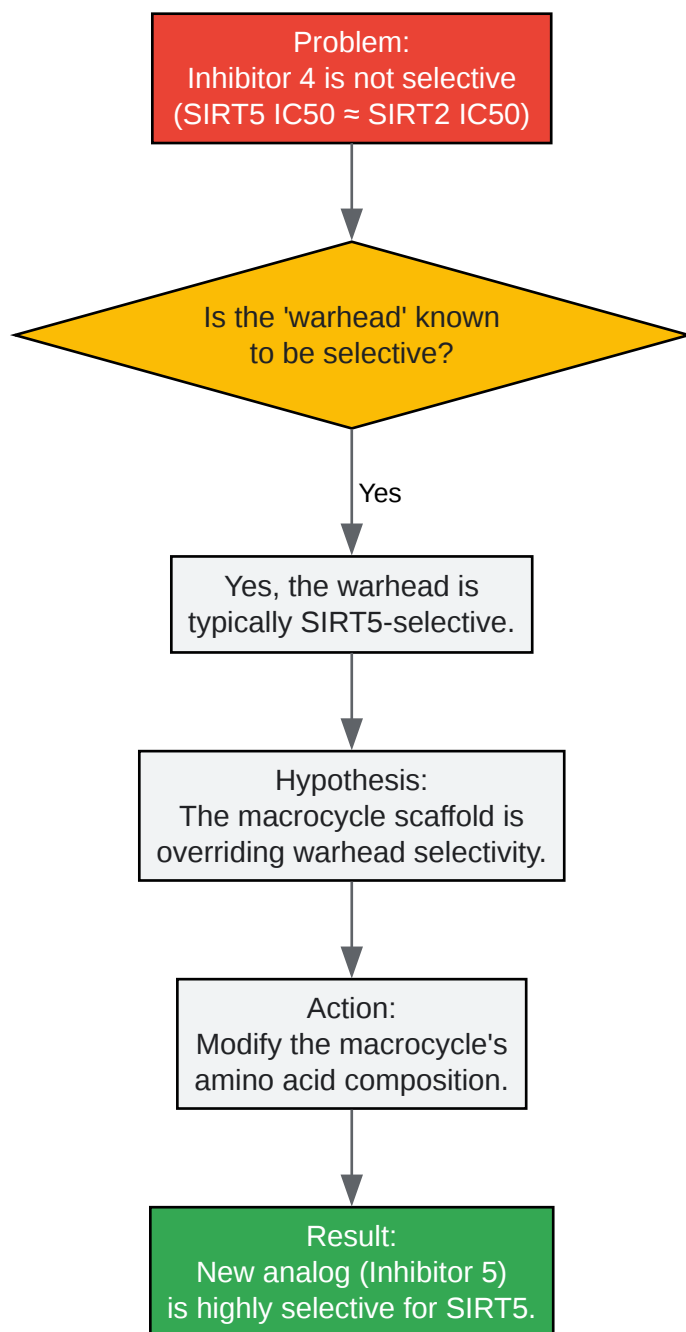 Problem:
Inhibitor 4 is not selective
(SIRT5 IC50 ≈ SIRT2 IC50)
Is the 'warhead' known
to be selective?
Yes
Yes, the warhead is
typically SIRT5-selective.
Hypothesis:
The macrocycle scaffold is
overriding warhead selectivity.
Action:
Modify the macrocycle's
amino acid composition.
Result:
New analog (Inhibitor 5)
is highly selective for SIRT5.